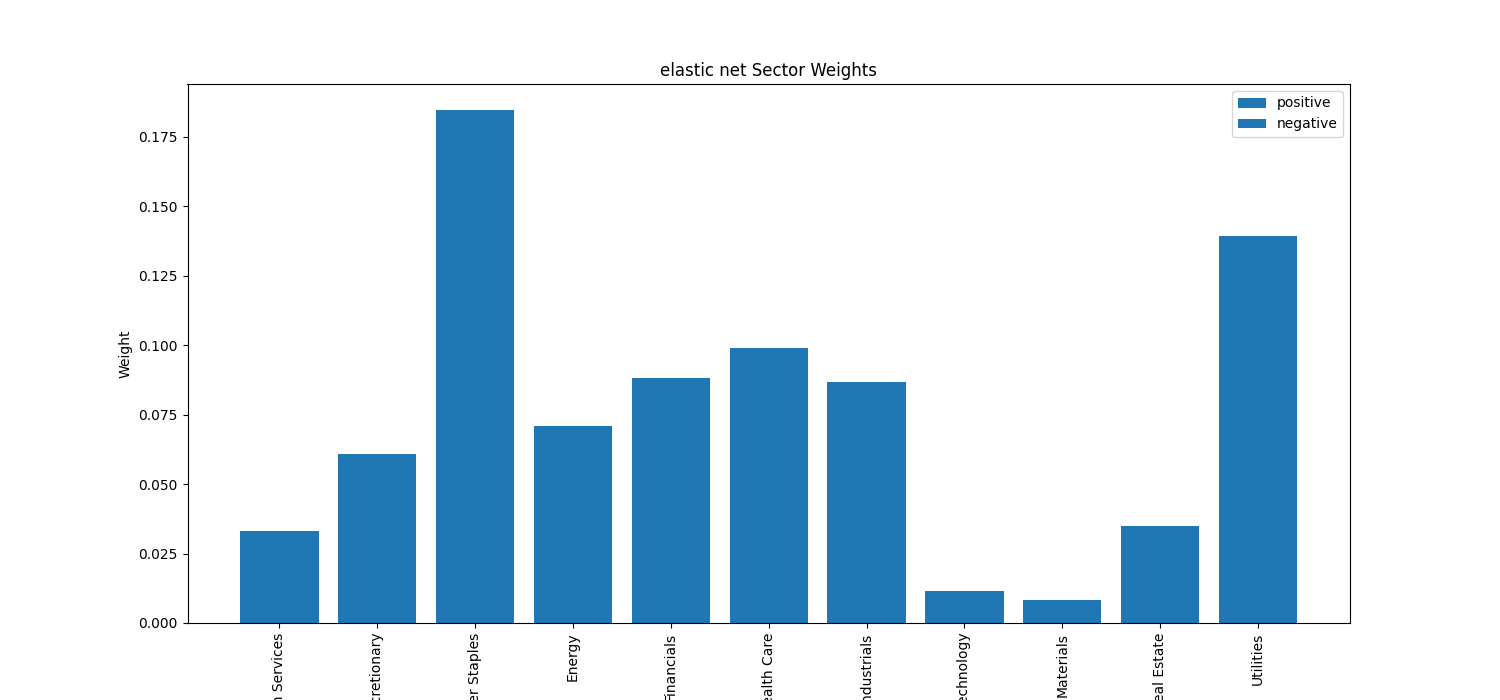 elastic net Sector Weights
positive
negative
Weight
0.175
0.150
0.125
0.100
0.075
0.050
0.025
0.000
Services
er Staples
Energy
Financials
ealth Care
ndustrials
echnology
Materials
eal Estate
Utilities
cretionary